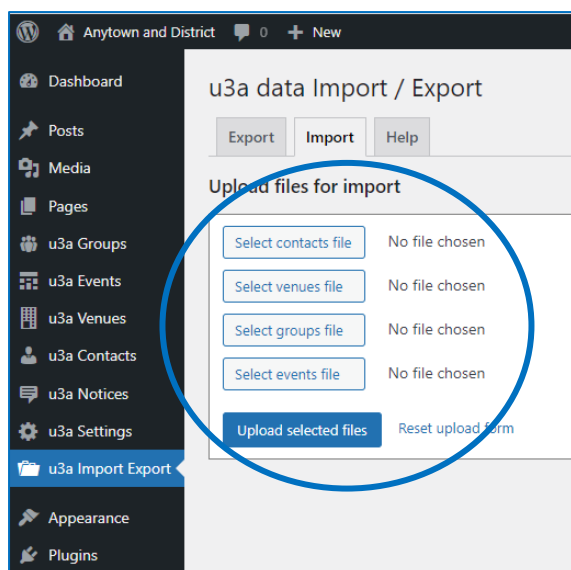 Anytown and District 0 New
Dashboard
Posts
Media
Pages
u3a Groups
u3a Events
u3a Venues
u3a Contacts
u3a Notices
u3a Settings
u3a Import Export
Appearance
Plugins
u3a data Import / Export
Export Import Help
Upload files for import
Select contacts file No file chosen
Select venues file No file chosen
Select groups file No file chosen
Select events file No file chosen
Upload selected files Reset upload form